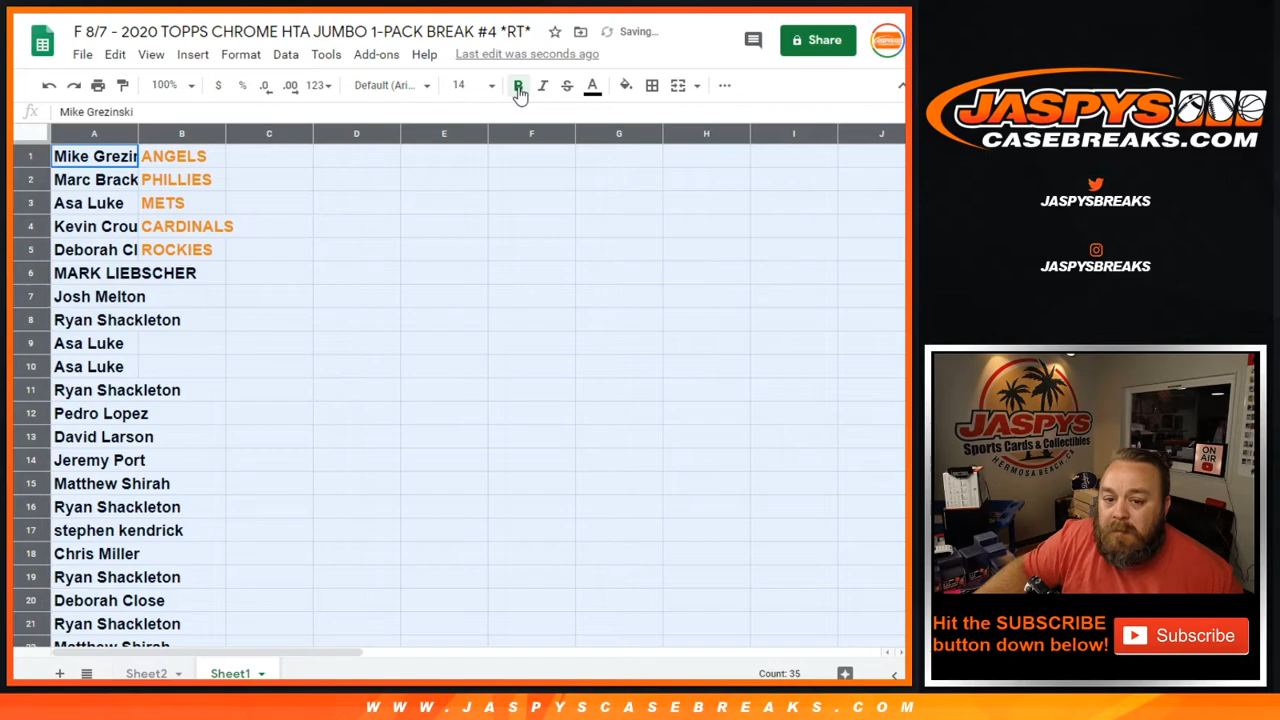 F 8/7 - 2020 TOPPS CHROME HTA JUMBO 1-PACK BREAK #4 *RT*
Saving...
Share
File Edit View Insert Format Data Tools Add-ons Help Last edit was seconds ago
100% $ % .0 .00 123 Default (Ari... 14 B I S A
fx Mike Grezinski
A B C D E F G H I J
1 Mike Grezir ANGELS
2 Marc Brack PHILLIES
3 Asa Luke METS
4 Kevin Crou CARDINALS
5 Deborah Cl ROCKIES
6 MARK LIEBSCHER
7 Josh Melton
8 Ryan Shackleton
9 Asa Luke
10 Asa Luke
11 Ryan Shackleton
12 Pedro Lopez
13 David Larson
14 Jeremy Port
15 Matthew Shirah
16 Ryan Shackleton
17 stephen kendrick
18 Chris Miller
19 Ryan Shackleton
20 Deborah Close
21 Ryan Shackleton
Matthew Shirah
Sheet2 Sheet1 Count: 35
JASPYS
CASEBREAKS.COM
JASPYSBREAKS
JASPYSBREAKS
JASPYS
Sports Cards & Collectibles
HERMOSA BEACH, CA
ON AIR
Hit the SUBSCRIBE
button down below!
Subscribe
WWW.JASPYSCASEBREAKS.COM